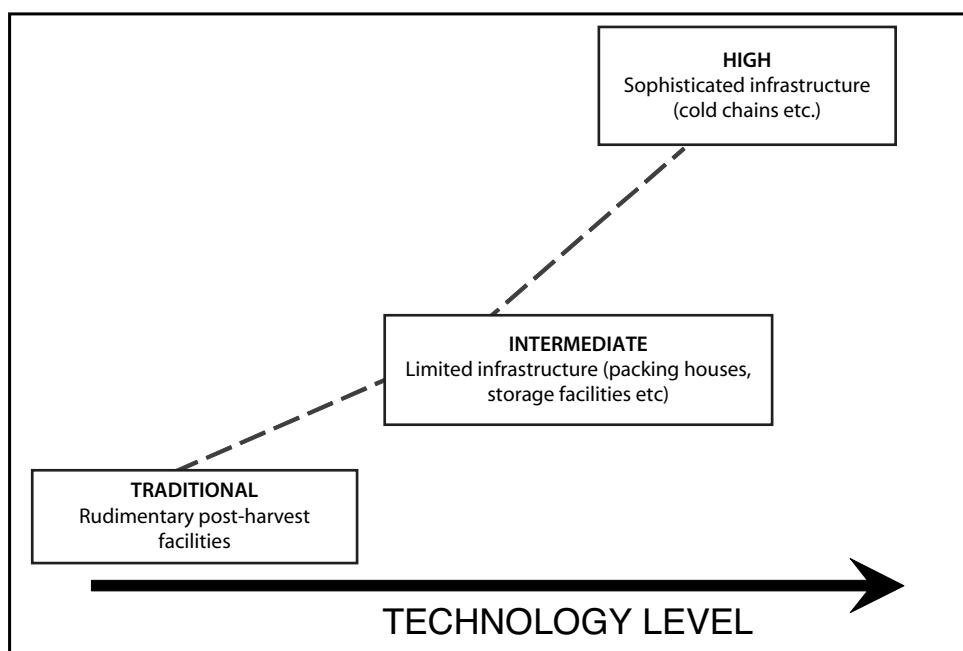 HIGH
Sophisticated infrastructure
(cold chains etc.)
INTERMEDIATE
Limited infrastructure (packing houses,
storage facilities etc)
TRADITIONAL
Rudimentary post-harvest
facilities
TECHNOLOGY LEVEL